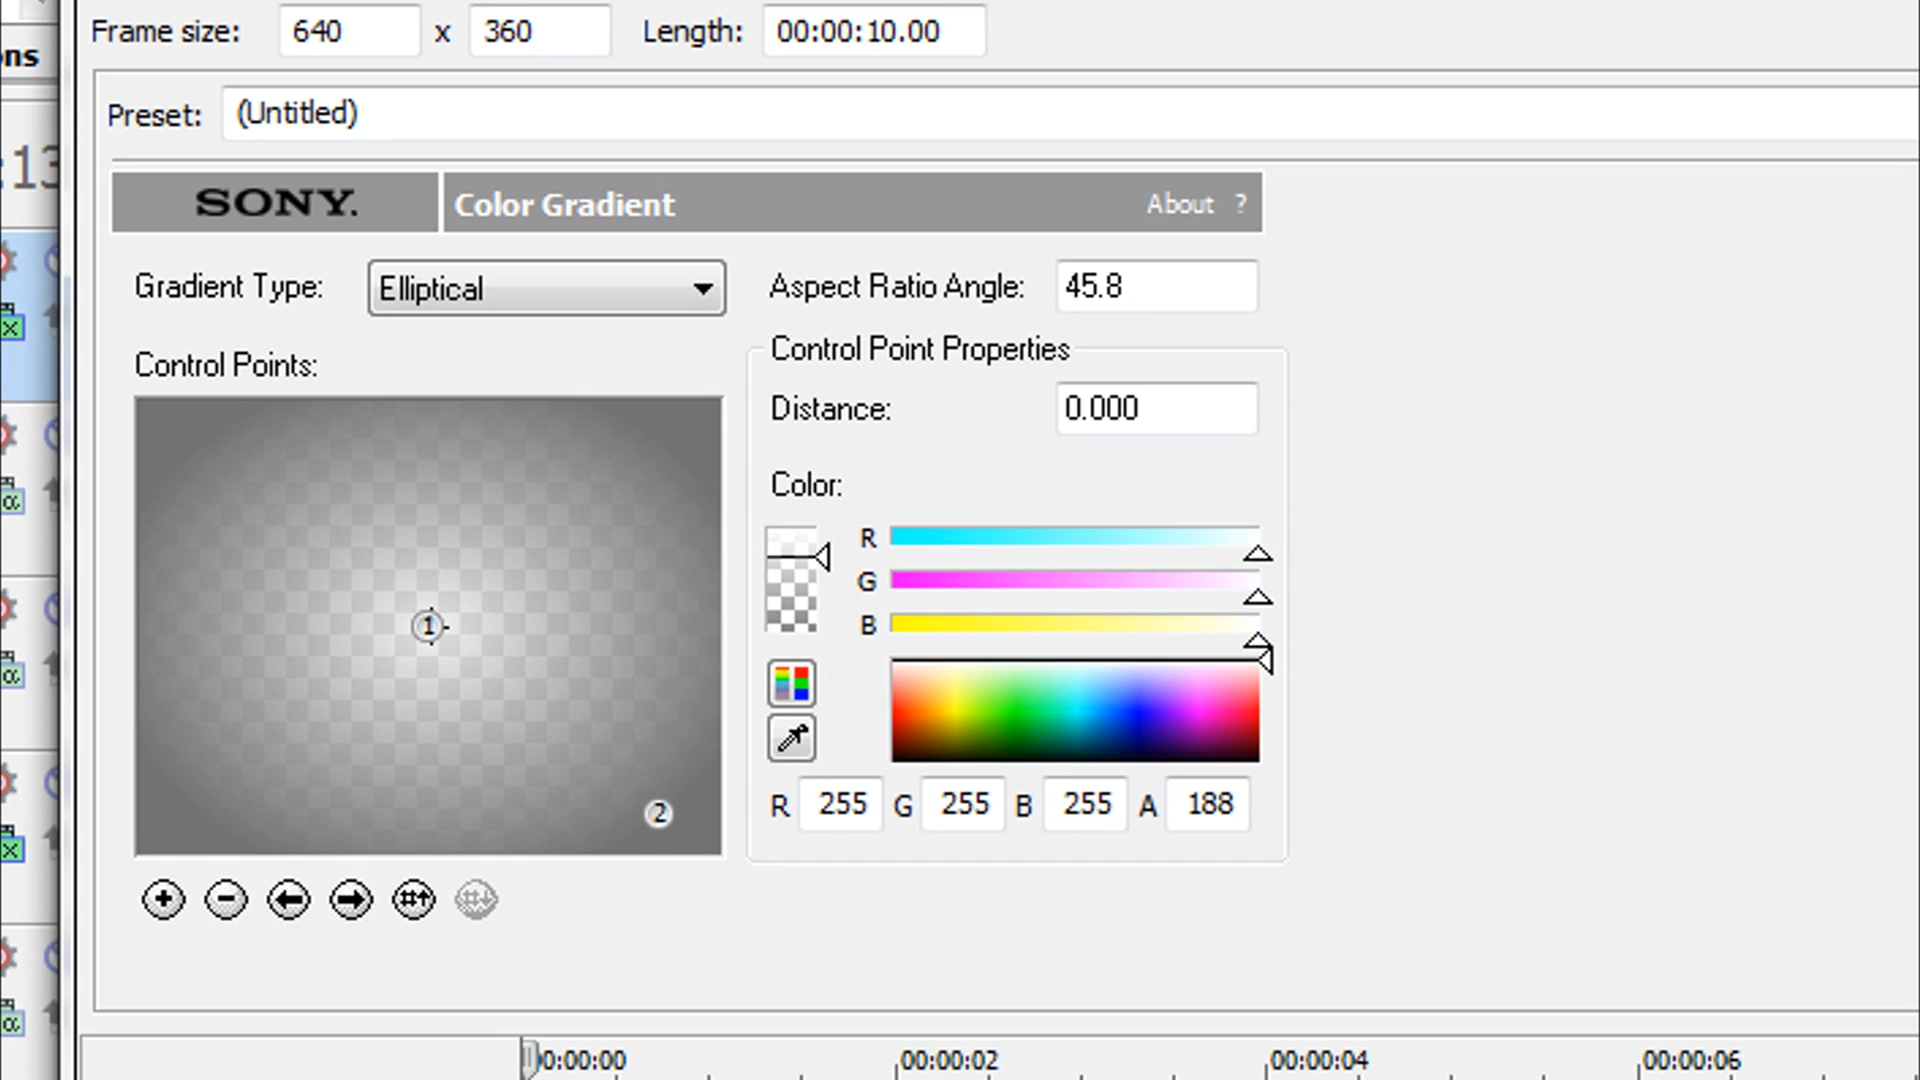 Frame size: 640 x 360 Length: 00:00:10.00
ons
Preset: (Untitled)
:13
SONY. Color Gradient About ?
Gradient Type: Elliptical Aspect Ratio Angle: 45.8
Control Points: Control Point Properties
Distance: 0.000
Color:
R
G
1
B
2
R 255 G 255 B 255 A 188
00:00:00 00:00:02 00:00:04 00:00:06